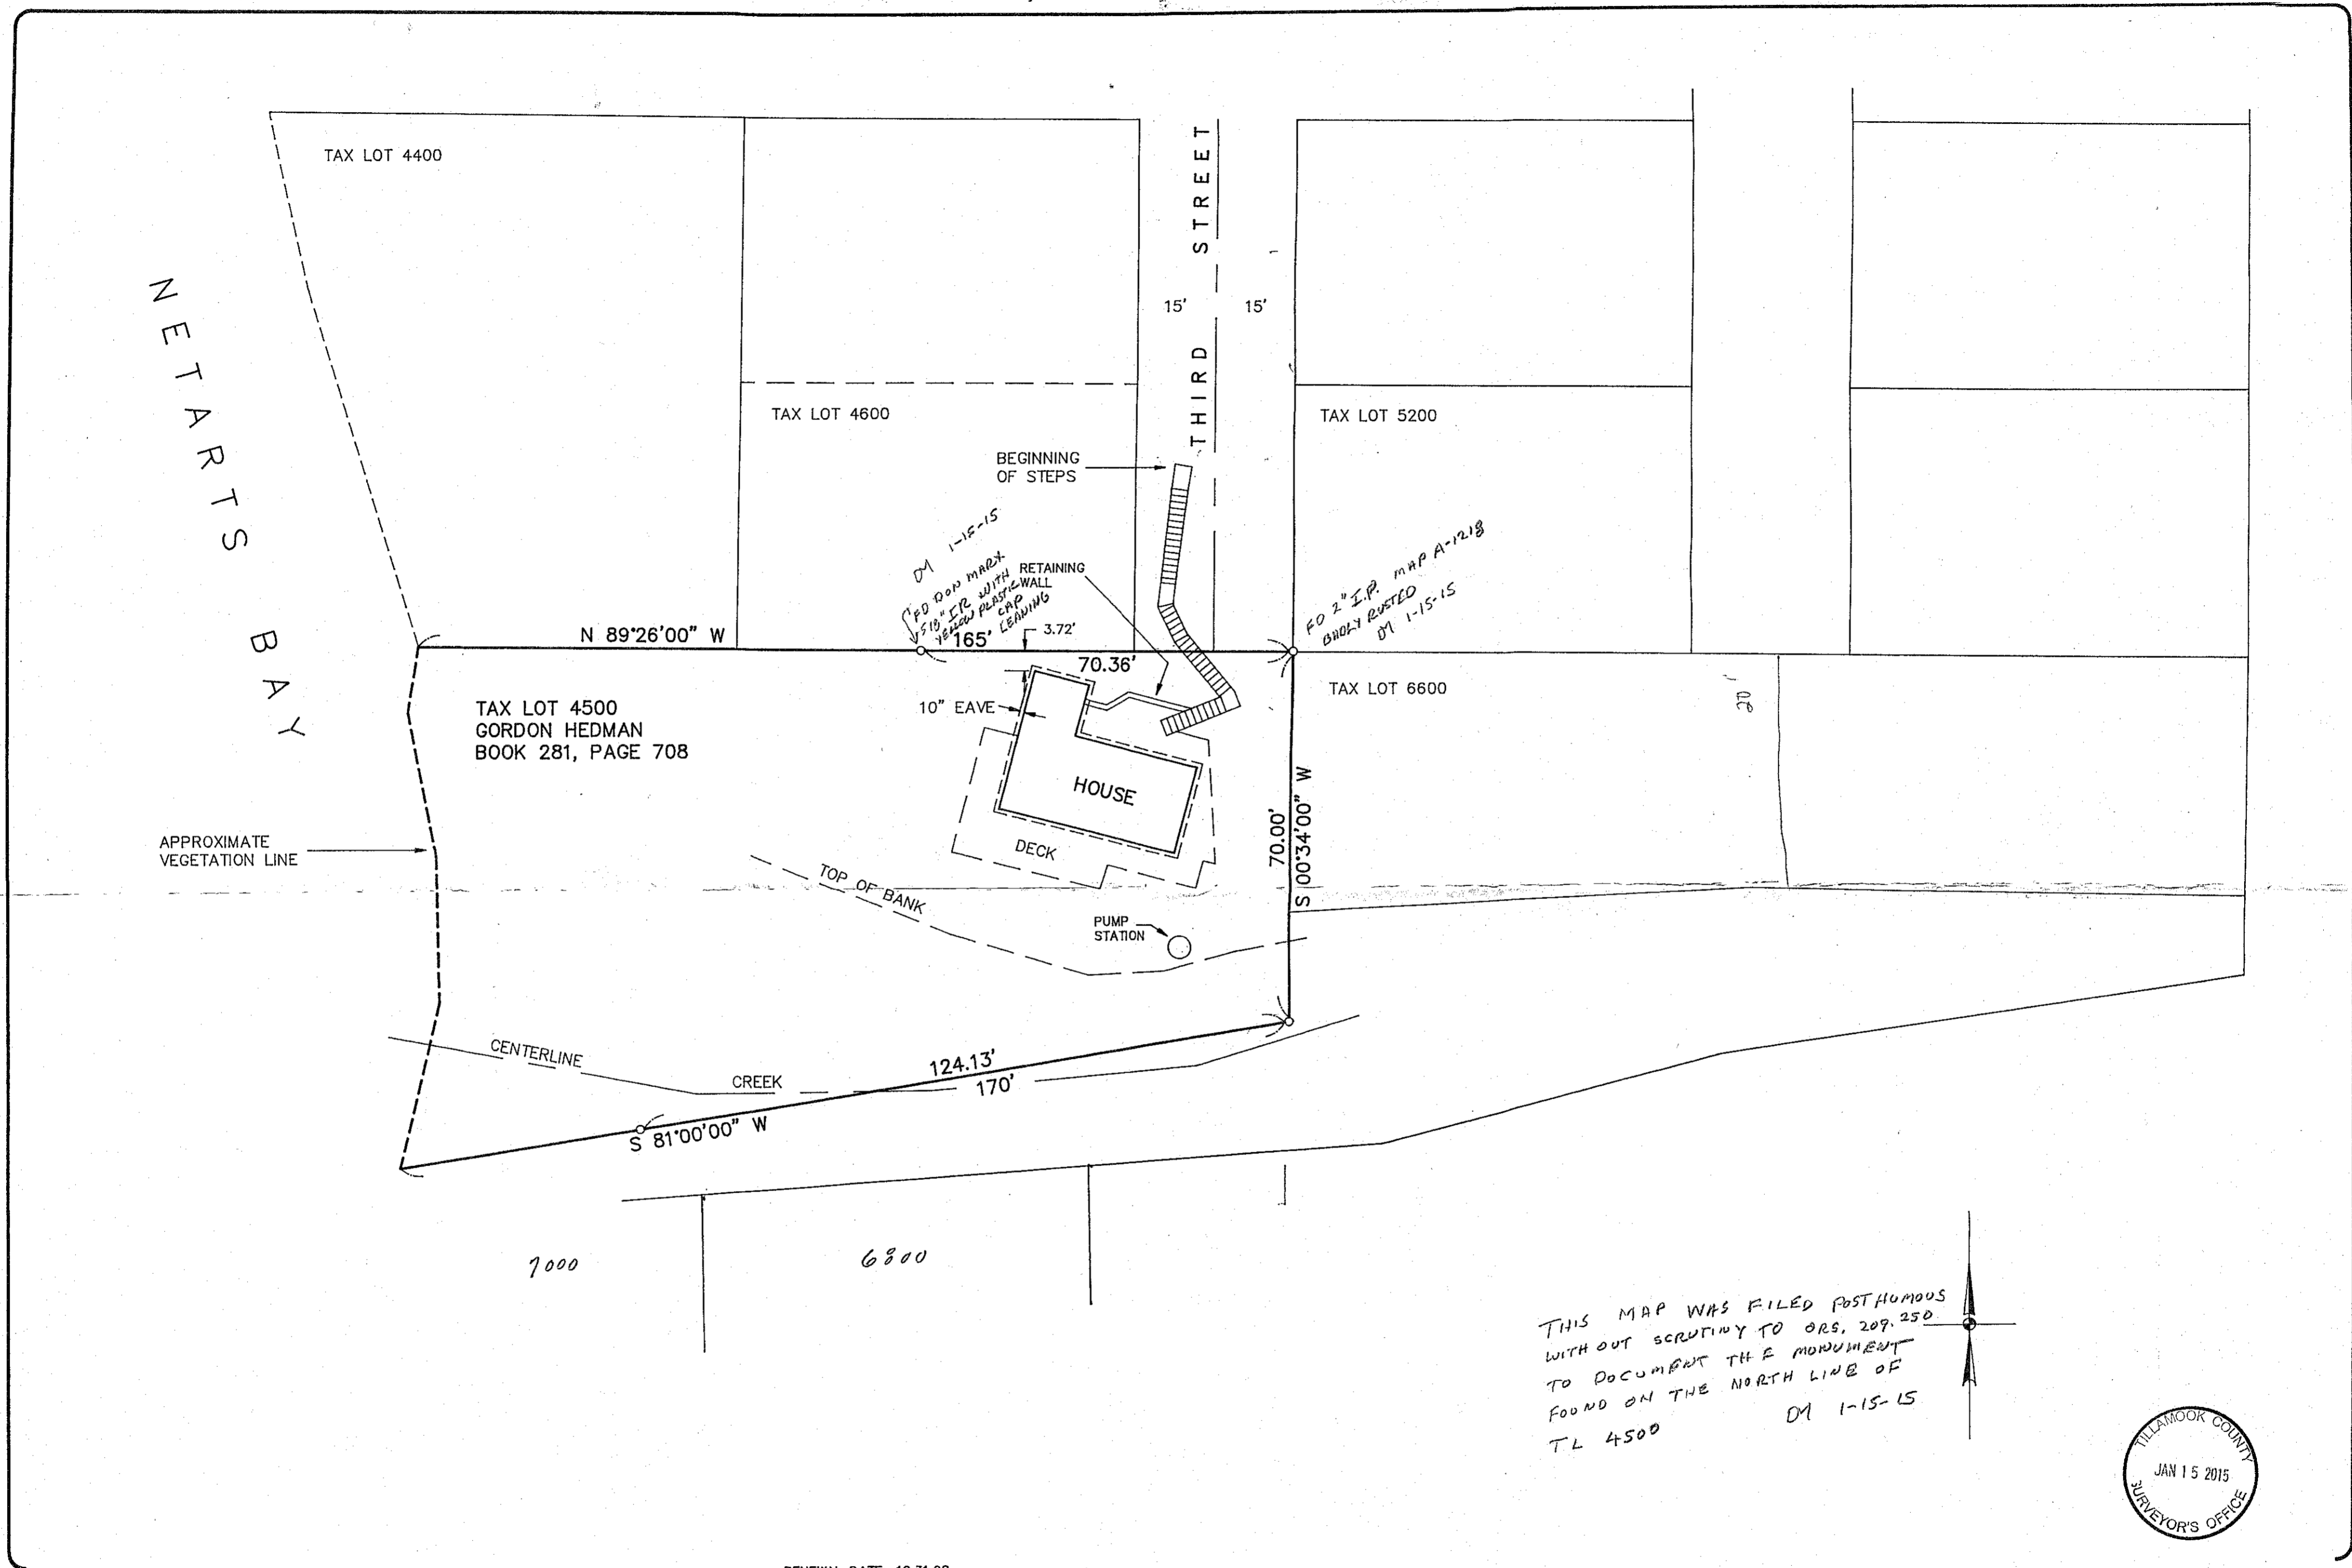 TAX LOT 4400
THIRD STREET
NETARTS BAY
15' 15'
TAX LOT 4600
TAX LOT 5200
BEGINNING
OF STEPS
DM 1-15-15
FD DON MARX
5/8" IR WITH
YELLOW PLASTIC
CAP
LEANING
RETAINING
WALL
FD 2" I.P. MAP A-1218
BADLY RUSTED
DM 1-15-15
N 89°26'00" W
165'
3.72'
70.36'
TAX LOT 6600
20'
10" EAVE
TAX LOT 4500
GORDON HEDMAN
BOOK 281, PAGE 708
HOUSE
DECK
70.00'
S 00°34'00" W
APPROXIMATE
VEGETATION LINE
TOP OF BANK
PUMP
STATION
CENTERLINE
CREEK
124.13'
170'
S 81°00'00" W
7000
6800
THIS MAP WAS FILED POSTHUMOUS
WITHOUT SCRUTINY TO ORS. 209.250
TO DOCUMENT THE MONUMENT
FOUND ON THE NORTH LINE OF
TL 4500 DM 1-15-15
TILLAMOOK COUNTY
JAN 15 2015
SURVEYOR'S OFFICE